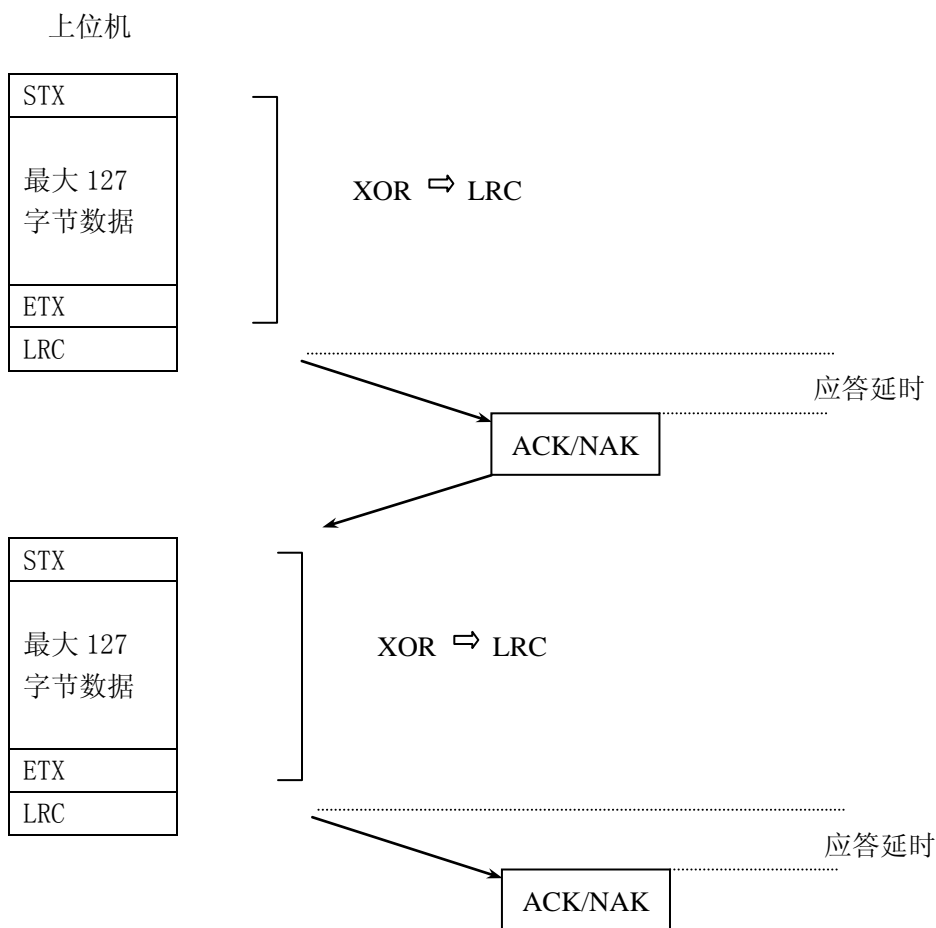 上位机
STX
最大 127
字节数据
ETX
LRC
XOR ⇨ LRC
应答延时
ACK/NAK
STX
最大 127
字节数据
ETX
LRC
XOR ⇨ LRC
应答延时
ACK/NAK